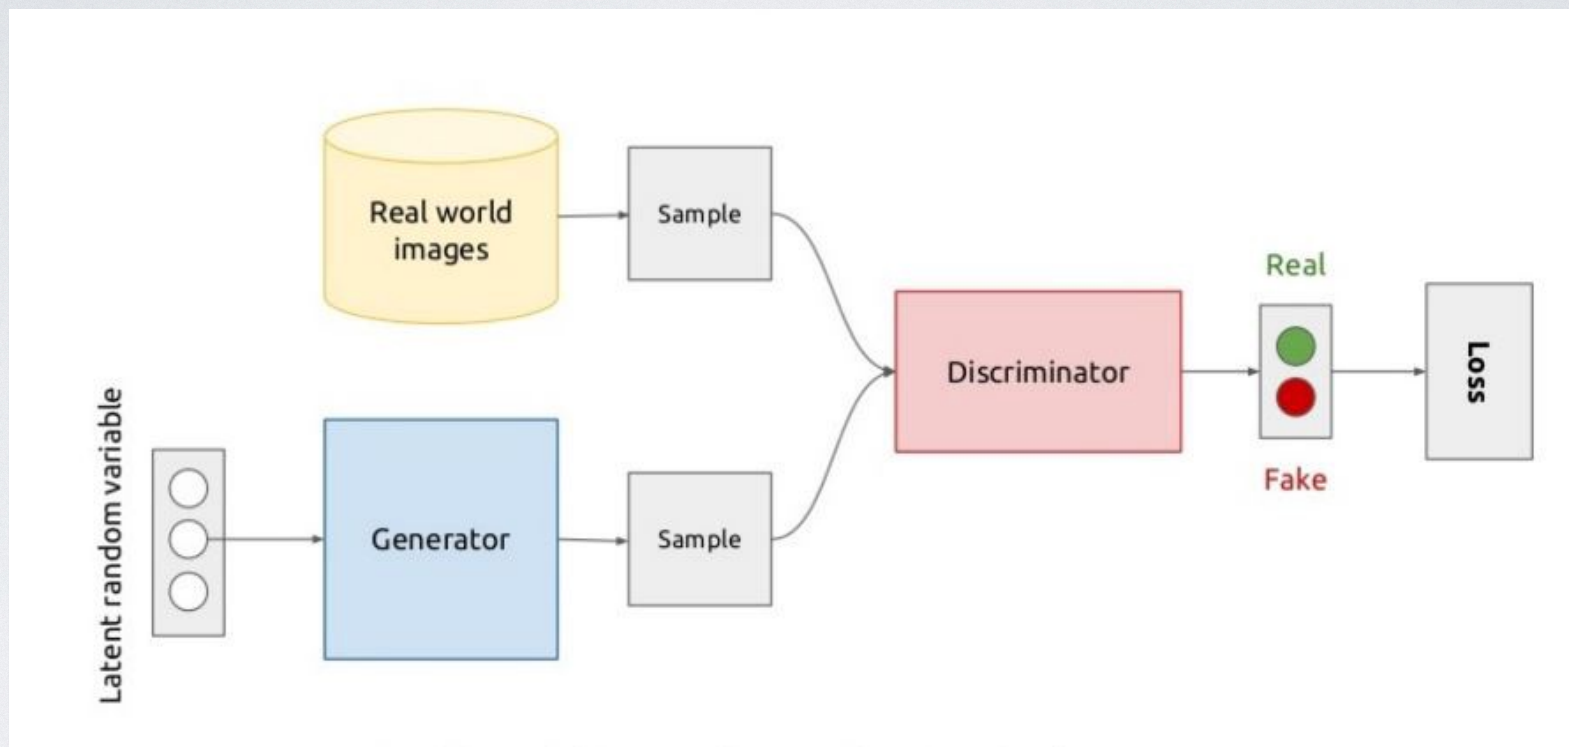 Real world
images
Sample
Real
Discriminator
Loss
Fake
Latent random variable
Generator
Sample